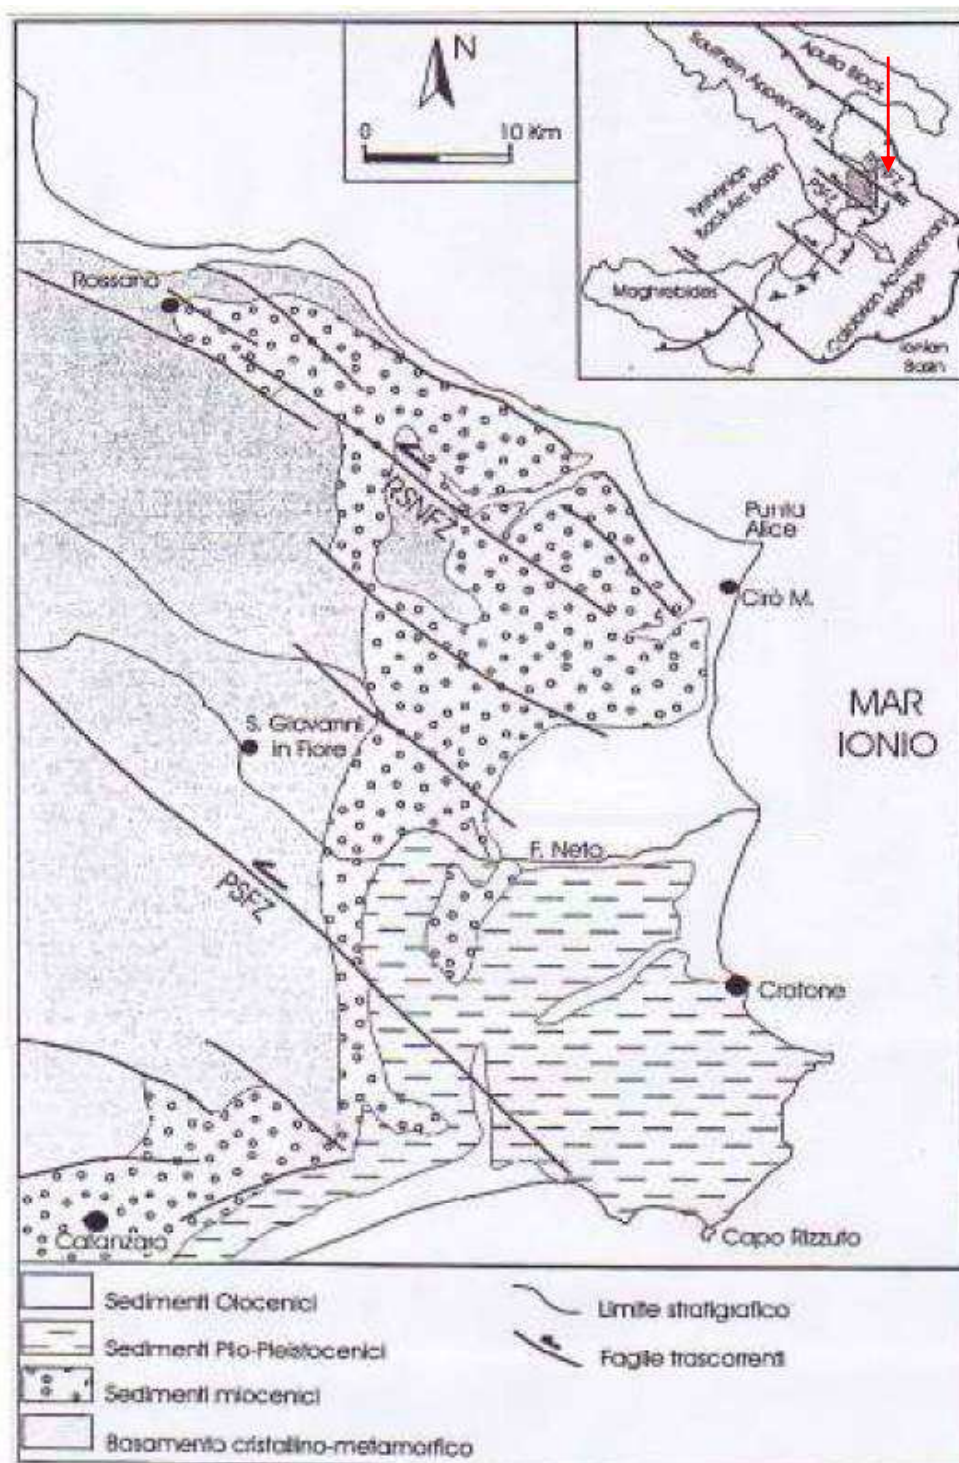 N
0 10 Km
Apulia Block
Southern Appennines
RSNFZ
PSFZ
Tyrrhenian
BackArc Basin
Calabrian Accretionary
Wedge
Maghrebides
Ionian
Basin
Rossano
RSNFZ
Punta
Alice
Cirò M.
MAR
IONIO
S. Giovanni
in Fiore
F. Neto
PSFZ
Crotone
Catanzaro
Capo Rizzuto
Sedimenti Olocenici
Sedimenti Plio-Pleistocenici
Sedimenti miocenici
Basamento cristallino-metamorfico
Limite stratigrafico
Faglie trascorrenti